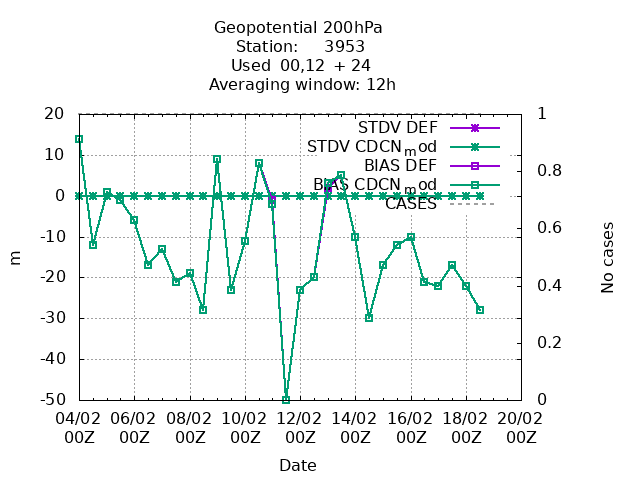 Geopotential 200hPa
Station: 3953
Used 00,12 + 24
Averaging window: 12h
20
10
0
-10
-20
-30
-40
-50
m
1
0.8
0.6
0.4
0.2
0
No cases
STDV DEF
STDV CDCN_mod
BIAS DEF
BIAS CDCN_mod
CASES
04/02 06/02 08/02 10/02 12/02 14/02 16/02 18/02 20/02
00Z 00Z 00Z 00Z 00Z 00Z 00Z 00Z 00Z
Date